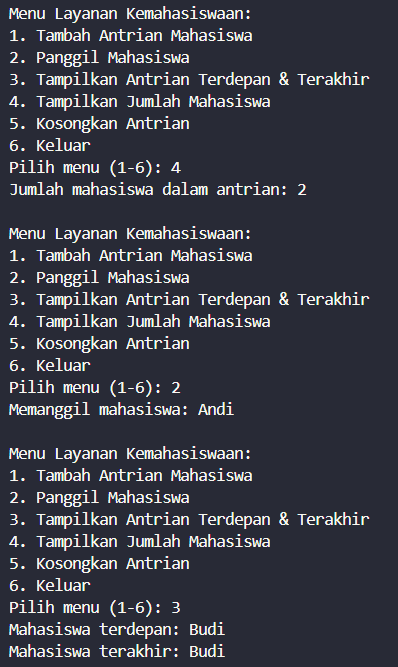 Menu Layanan Kemahasiswaan:
1. Tambah Antrian Mahasiswa
2. Panggil Mahasiswa
3. Tampilkan Antrian Terdepan & Terakhir
4. Tampilkan Jumlah Mahasiswa
5. Kosongkan Antrian
6. Keluar
Pilih menu (1-6): 4
Jumlah mahasiswa dalam antrian: 2

Menu Layanan Kemahasiswaan:
1. Tambah Antrian Mahasiswa
2. Panggil Mahasiswa
3. Tampilkan Antrian Terdepan & Terakhir
4. Tampilkan Jumlah Mahasiswa
5. Kosongkan Antrian
6. Keluar
Pilih menu (1-6): 2
Memanggil mahasiswa: Andi

Menu Layanan Kemahasiswaan:
1. Tambah Antrian Mahasiswa
2. Panggil Mahasiswa
3. Tampilkan Antrian Terdepan & Terakhir
4. Tampilkan Jumlah Mahasiswa
5. Kosongkan Antrian
6. Keluar
Pilih menu (1-6): 3
Mahasiswa terdepan: Budi
Mahasiswa terakhir: Budi